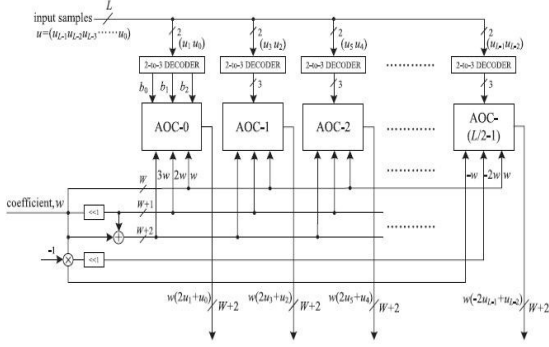 input samples L
u=(u_{L-1}u_{L-2}u_{L-3}······u_0)
2 (u_1 u_0) 2 (u_3 u_2) 2 (u_5 u_4) 2 (u_{L-1}u_{L-2})
2-to-3 DECODER 2-to-3 DECODER 2-to-3 DECODER ············ 2-to-3 DECODER
b_0 b_1 b_2 3 3 3
AOC-0 AOC-1 AOC-2 ············ AOC-(L/2-1)
3w 2w w ············ -w -2w w
W
coefficient,w
<<1 W+1
+ W+2 ············
-1 × <<1
w(2u_1+u_0) W+2 w(2u_3+u_2) W+2 w(2u_5+u_4) W+2 w(-2u_{L-1}+u_{L-2}) W+2